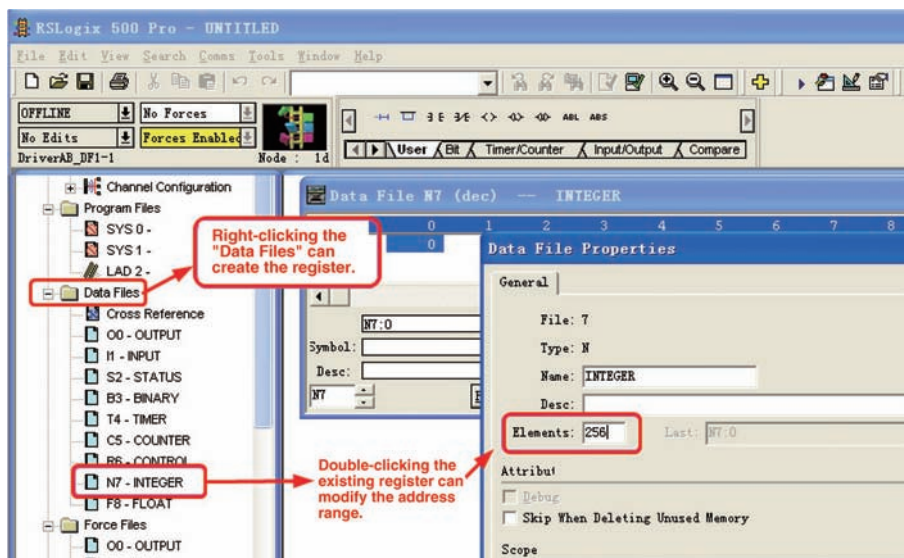 RSLogix 500 Pro - UNTITLED
File Edit View Search Comms Tools Window Help
OFFLINE No Forces
No Edits Forces Enabled
DriverAB_DF1-1 Node : 1d
ABL ABS
User Bit Timer/Counter Input/Output Compare
Channel Configuration
Program Files
SYS 0 -
SYS 1 -
LAD 2 -
Data Files
Cross Reference
O0 - OUTPUT
I1 - INPUT
S2 - STATUS
B3 - BINARY
T4 - TIMER
C5 - COUNTER
R6 - CONTROL
N7 - INTEGER
F8 - FLOAT
Force Files
O0 - OUTPUT
Right-clicking the
"Data Files" can
create the register.
Double-clicking the
existing register can
modify the address
range.
Data File N7 (dec) -- INTEGER
0 1 2 3 4 5 6 7 8
0
N7:0
Symbol:
Desc:
N7
Data File Properties
General
File: 7
Type: N
Name: INTEGER
Desc:
Elements: 256 Last: N7:0
Debug
Skip When Deleting Unused Memory
Scope